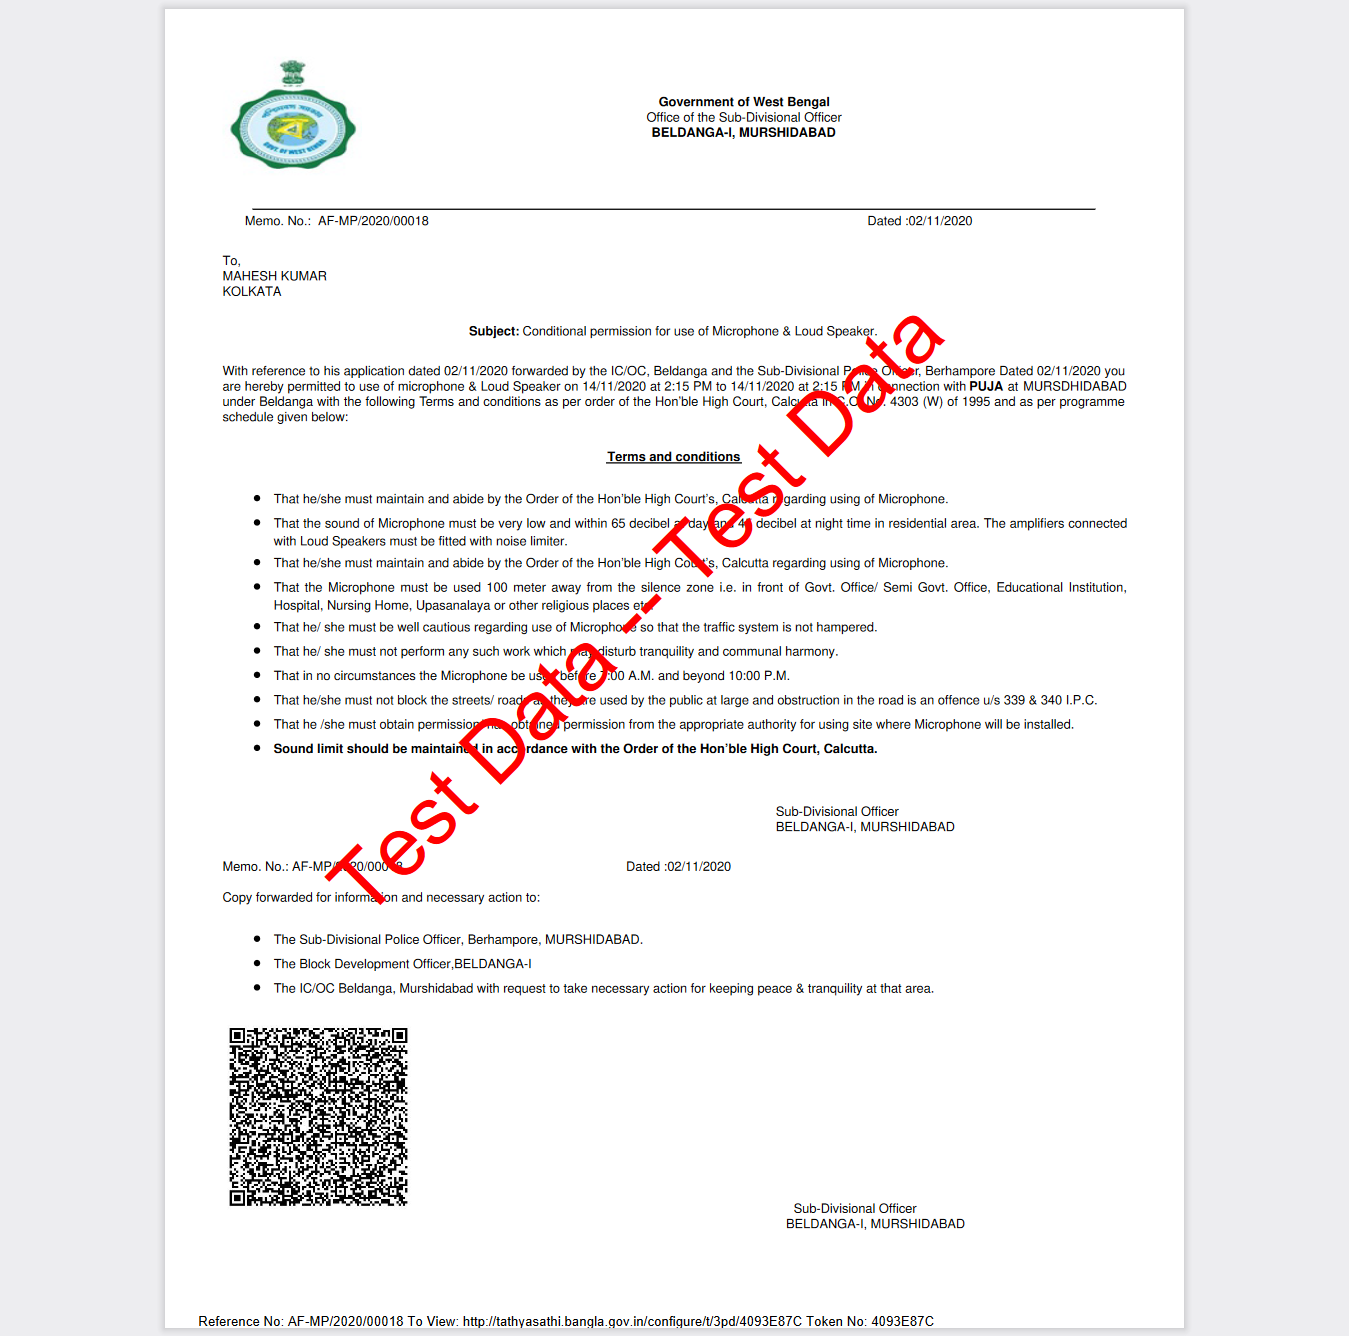 Government of West Bengal
Office of the Sub-Divisional Officer
BELDANGA-I, MURSHIDABAD
GOVT. OF WEST BENGAL
Memo. No.: AF-MP/2020/00018 Dated :02/11/2020
To,
MAHESH KUMAR
KOLKATA
Subject: Conditional permission for use of Microphone & Loud Speaker.
With reference to his application dated 02/11/2020 forwarded by the IC/OC, Beldanga and the Sub-Divisional Police Officer, Berhampore Dated 02/11/2020 you
are hereby permitted to use of microphone & Loud Speaker on 14/11/2020 at 2:15 PM to 14/11/2020 at 2:15 PM in connection with PUJA at MURSDHIDABAD
under Beldanga with the following Terms and conditions as per order of the Hon'ble High Court, Calcutta in C.O. No. 4303 (W) of 1995 and as per programme
schedule given below:
Terms and conditions
That he/she must maintain and abide by the Order of the Hon'ble High Court's, Calcutta regarding using of Microphone.
That the sound of Microphone must be very low and within 65 decibel at day and decibel at night time in residential area. The amplifiers connected
with Loud Speakers must be fitted with noise limiter.
That he/she must maintain and abide by the Order of the Hon'ble High Court's, Calcutta regarding using of Microphone.
That the Microphone must be used 100 meter away from the silence zone i.e. in front of Govt. Office/ Semi Govt. Office, Educational Institution,
Hospital, Nursing Home, Upasanalaya or other religious places etc.
That he/ she must be well cautious regarding use of Microphone so that the traffic system is not hampered.
That he/ she must not perform any such work which may disturb tranquility and communal harmony.
That in no circumstances the Microphone be used before 7:00 A.M. and beyond 10:00 P.M.
That he/she must not block the streets/ roads as they are used by the public at large and obstruction in the road is an offence u/s 339 & 340 I.P.C.
That he /she must obtain permission/ has obtained permission from the appropriate authority for using site where Microphone will be installed.
Sound limit should be maintained in accordance with the Order of the Hon'ble High Court, Calcutta.
Test Data -- Test Data
Sub-Divisional Officer
BELDANGA-I, MURSHIDABAD
Memo. No.: AF-MP/2020/00018 Dated :02/11/2020
Copy forwarded for information and necessary action to:
The Sub-Divisional Police Officer, Berhampore, MURSHIDABAD.
The Block Development Officer,BELDANGA-I
The IC/OC Beldanga, Murshidabad with request to take necessary action for keeping peace & tranquility at that area.
Sub-Divisional Officer
BELDANGA-I, MURSHIDABAD
Reference No: AF-MP/2020/00018 To View: http://tathyasathi.bangla.gov.in/configure/t/3pd/4093E87C Token No: 4093E87C